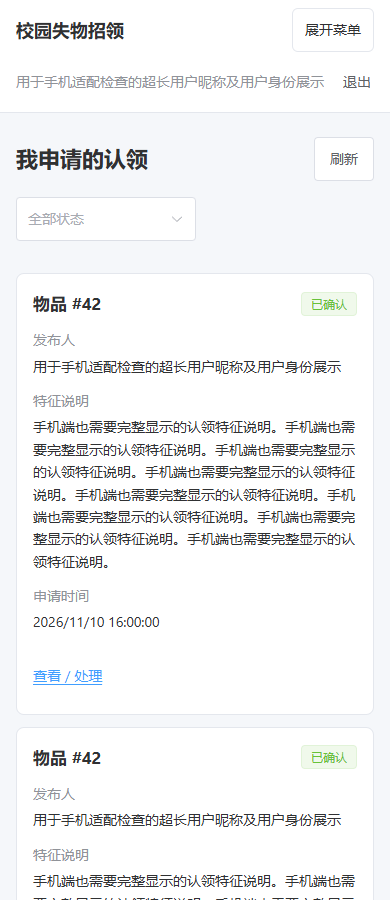 校园失物招领
展开菜单
用于手机适配检查的超长用户昵称及用户身份展示
退出
我申请的认领
刷新
全部状态
物品 #42
已确认
发布人
用于手机适配检查的超长用户昵称及用户身份展示
特征说明
手机端也需要完整显示的认领特征说明。手机端也需
要完整显示的认领特征说明。手机端也需要完整显示
的认领特征说明。手机端也需要完整显示的认领特征
说明。手机端也需要完整显示的认领特征说明。手机
端也需要完整显示的认领特征说明。手机端也需要完
整显示的认领特征说明。手机端也需要完整显示的认
领特征说明。
申请时间
2026/11/10 16:00:00
查看 / 处理
物品 #42
已确认
发布人
用于手机适配检查的超长用户昵称及用户身份展示
特征说明
手机端也需要完整显示的认领特征说明。手机端也需